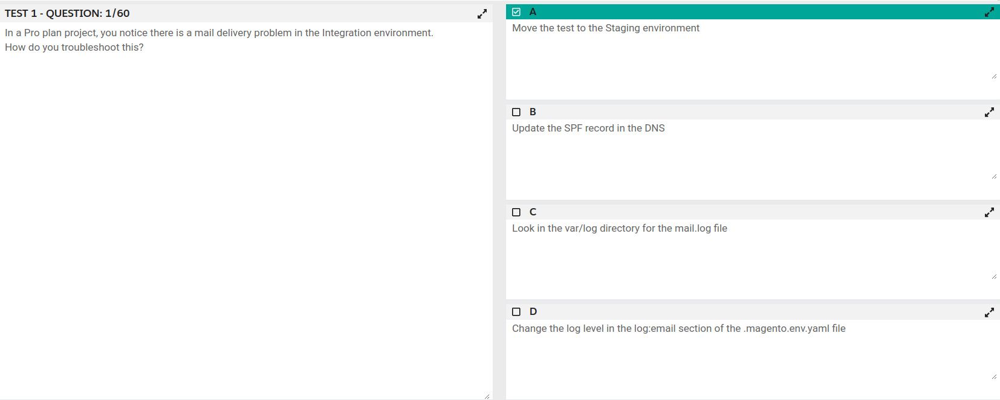 TEST 1 - QUESTION: 1/60
In a Pro plan project, you notice there is a mail delivery problem in the Integration environment.
How do you troubleshoot this?
A
Move the test to the Staging environment
B
Update the SPF record in the DNS
C
Look in the var/log directory for the mail.log file
D
Change the log level in the log:email section of the .magento.env.yaml file